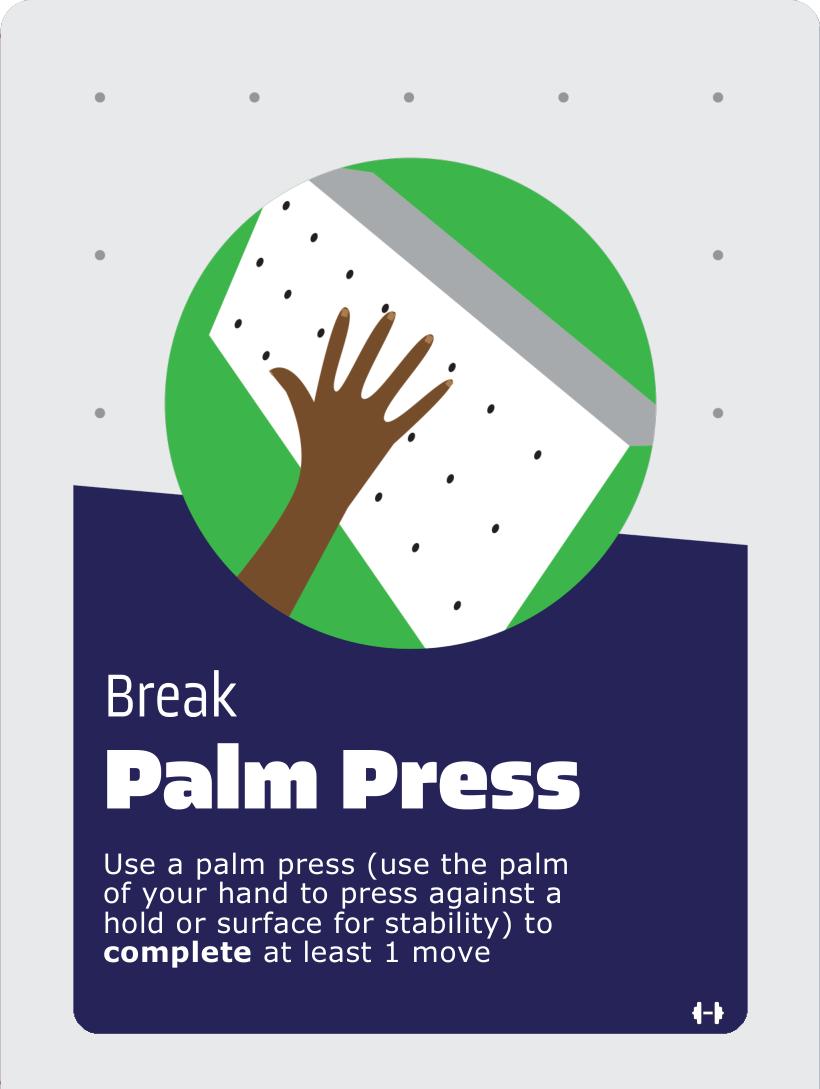 Break
Palm Press
Use a palm press (use the palm
of your hand to press against a
hold or surface for stability) to
complete at least 1 move